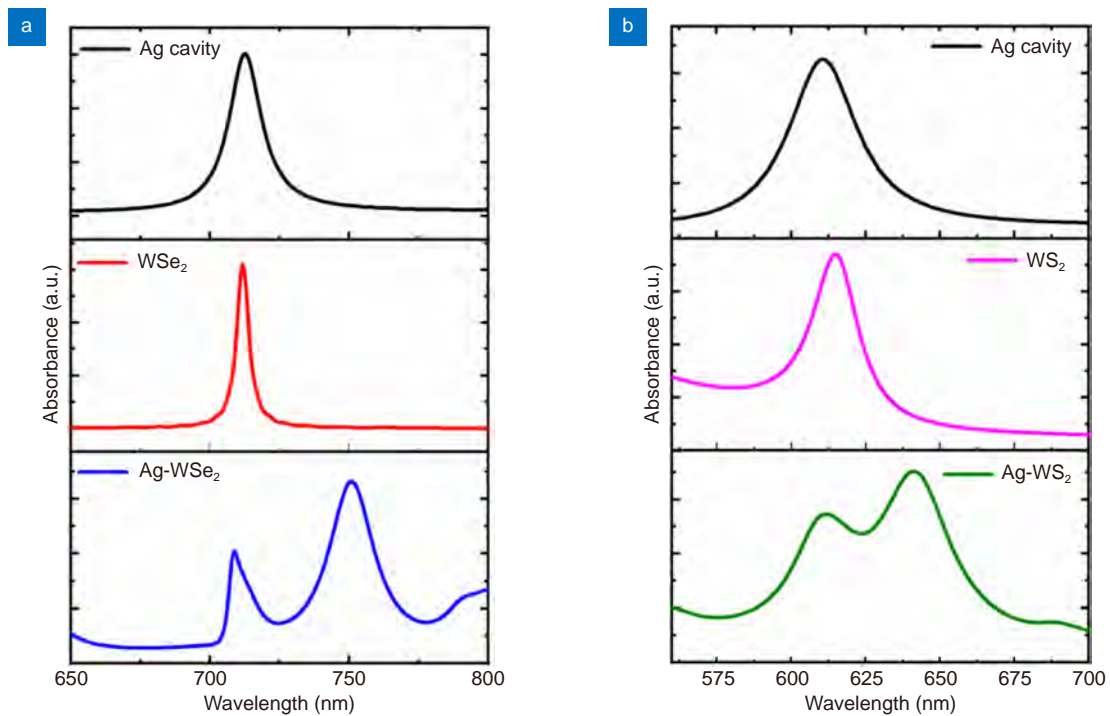 a
Ag cavity
WSe₂
Ag-WSe₂
Absorbance (a.u.)
650 700 750 800
Wavelength (nm)
b
Ag cavity
WS₂
Ag-WS₂
Absorbance (a.u.)
575 600 625 650 675 700
Wavelength (nm)